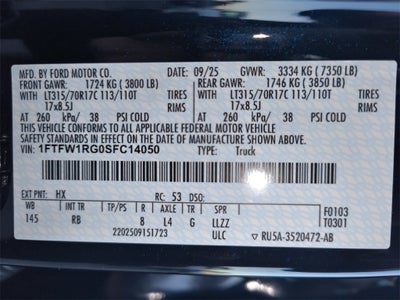 MFD. BY FORD MOTOR CO.
DATE: 09/25 GVWR: 3334 KG ( 7350 LB)
FRONT GAWR: 1724 KG ( 3800 LB) REAR GAWR: 1746 KG ( 3850 LB)
WITH LT315/70R17C 113/110T TIRES WITH LT315/70R17C 113/110T TIRES
17x8.5J RIMS 17x8.5J RIMS
AT 260 kPa/ 38 PSI COLD AT 260 kPa/ 38 PSI COLD
THIS VEHICLE CONFORMS TO ALL APPLICABLE FEDERAL MOTOR VEHICLE
SAFETY STANDARDS IN EFFECT ON THE DATE OF MANUFACTURE SHOWN ABOVE.
VIN: 1FTFW1RG0SFC14050
TYPE: Truck
EXT PNT: HX RC: 53 DSO:
WB INT TR R AXLE TR SPR F0103
145 RB 8 L4 G LLZZ T0301
2202509151723 ULC RU5A-3520472-AB